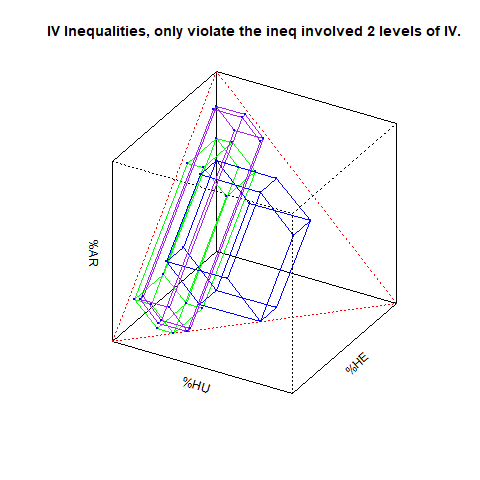 IV Inequalities, only violate the ineq involved 2 levels of IV.
%AR
%HU
%HE